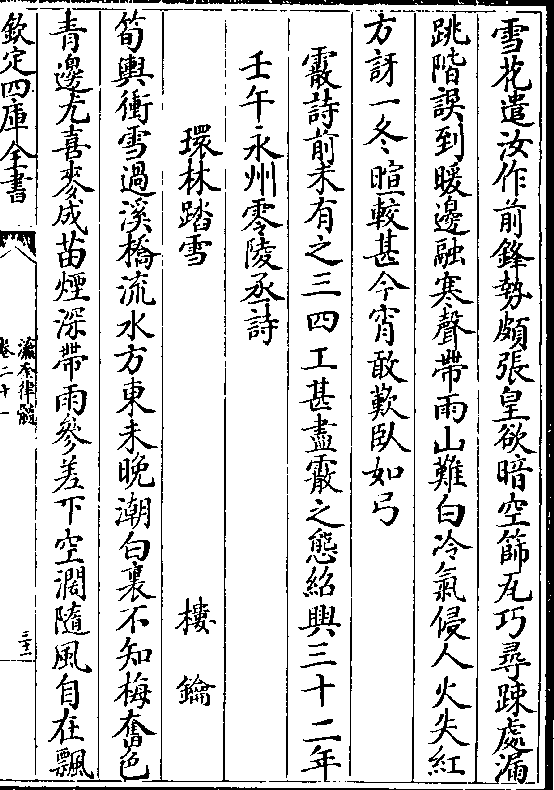 雪花遣汝作前鋒勢頗張皇欲暗空篩瓦巧尋踈處漏
跳階誤到暖邊融寒聲帶雨山難白冷氣侵人火失紅
方訝一冬暄較甚今宵敢歎臥如弓
霰詩前未有之三四工甚盡霰之態紹興三十二年
壬午永州零陵丞詩
環林踏雪 樓鑰
筍輿衝雪過溪橋流水方東未晚潮白裏不知梅奪色
青邊尤喜麥成苗煙深帶雨參差下空濶隨風自在飄
欽定四庫全書
瀛奎律髓
卷二十一
三十三